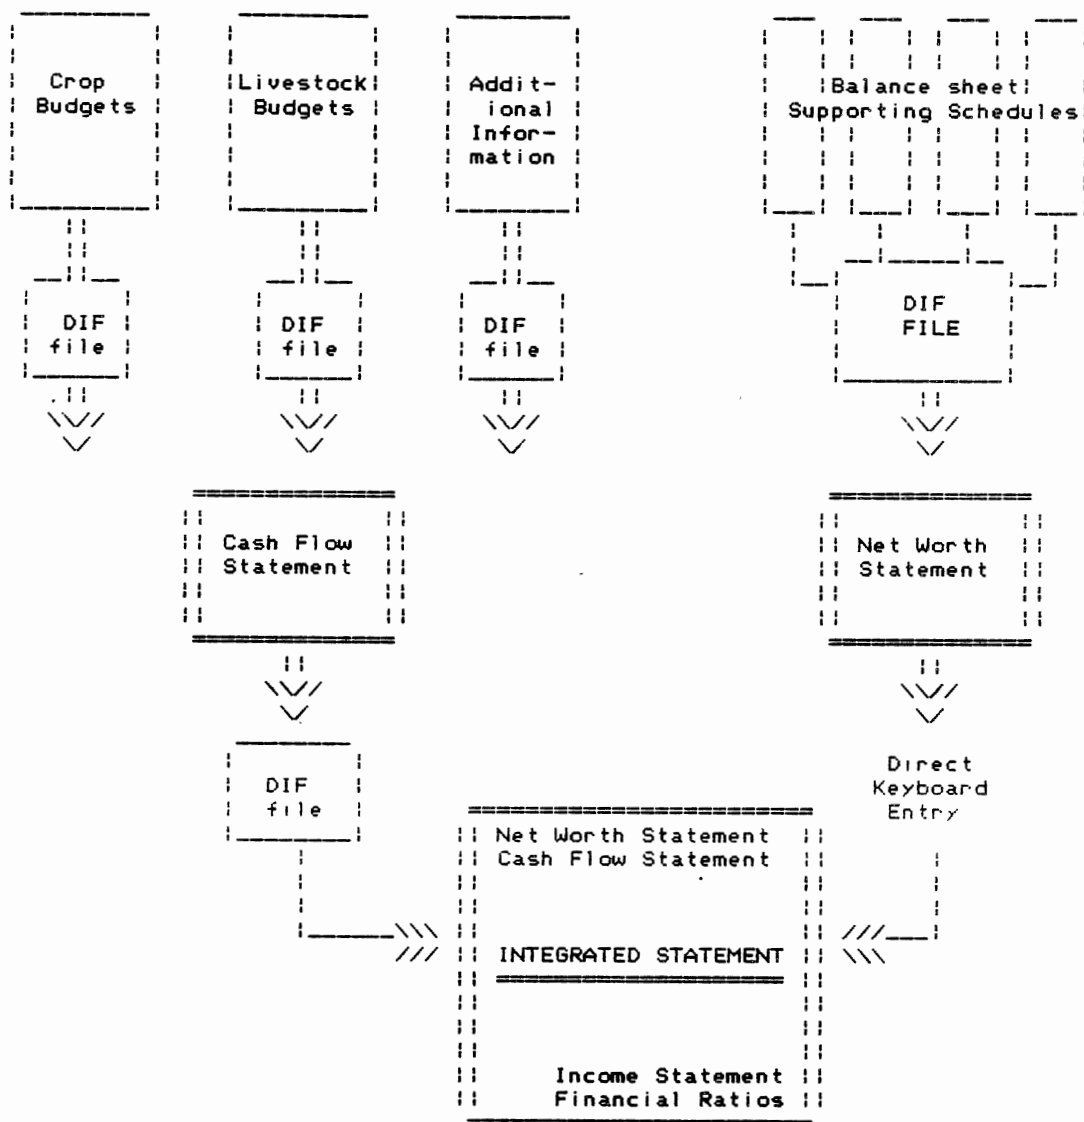 Crop
Budgets
Livestock
Budgets
Addit-
ional
Infor-
mation
Balance sheet
Supporting Schedules
DIF
file
DIF
file
DIF
file
DIF
FILE
Cash Flow
Statement
Net Worth
Statement
DIF
file
Direct
Keyboard
Entry
Net Worth Statement
Cash Flow Statement
INTEGRATED STATEMENT
Income Statement
Financial Ratios